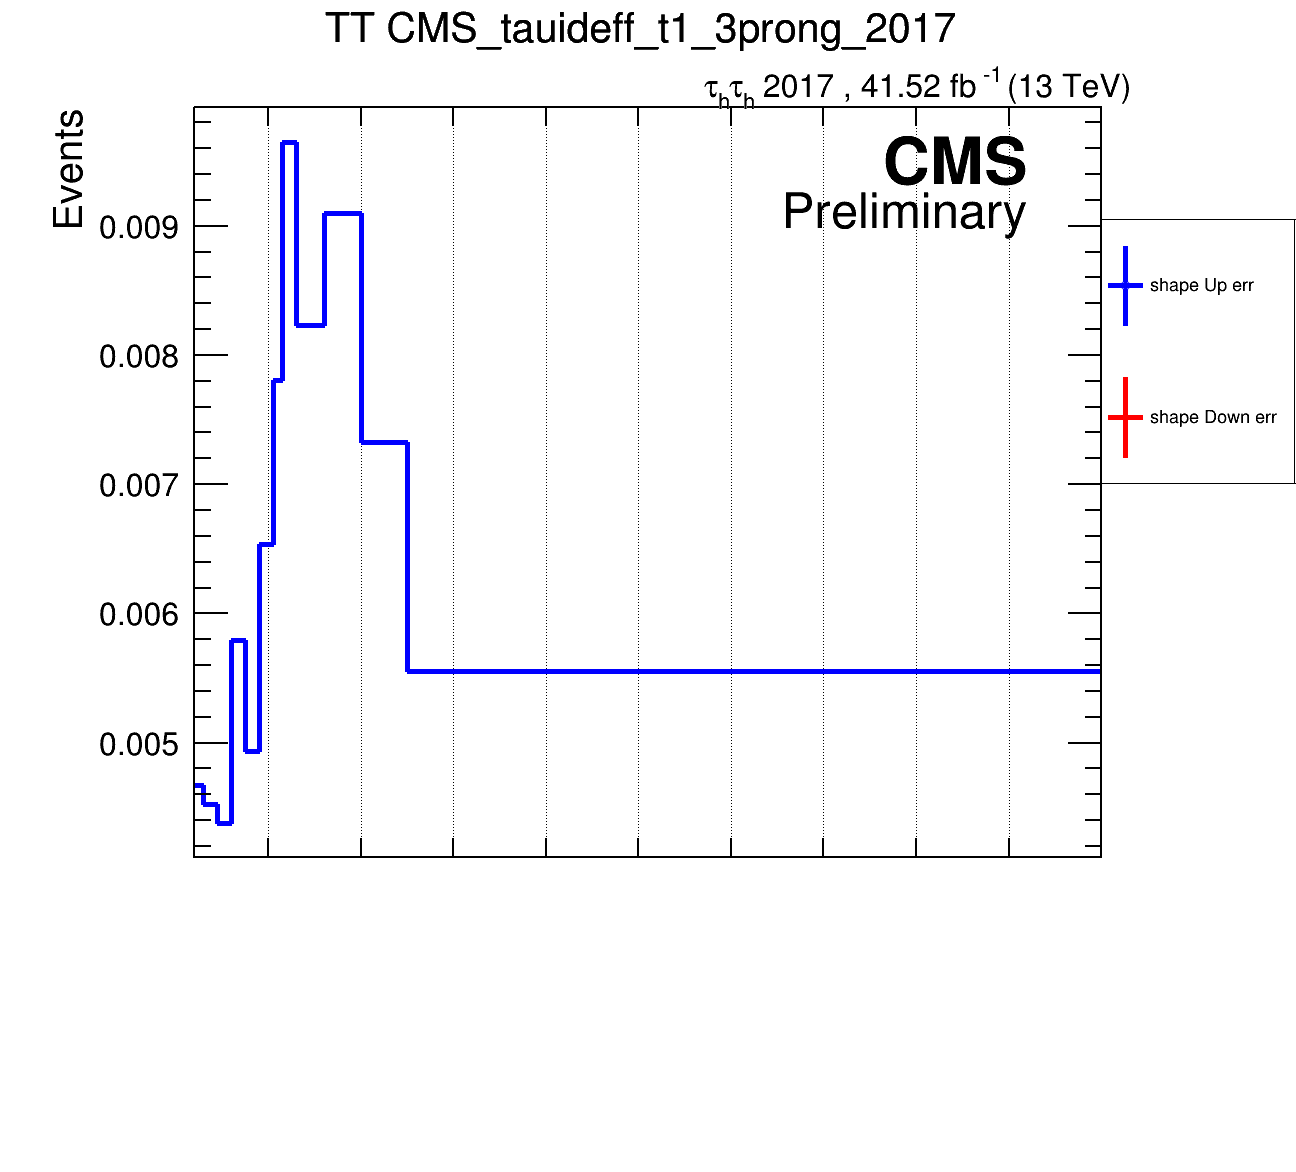 TT CMS_tauideff_t1_3prong_2017
τhτh 2017 , 41.52 fb-1 (13 TeV)
Events
CMS
Preliminary
0.009
0.008
0.007
0.006
0.005
shape Up err
shape Down err